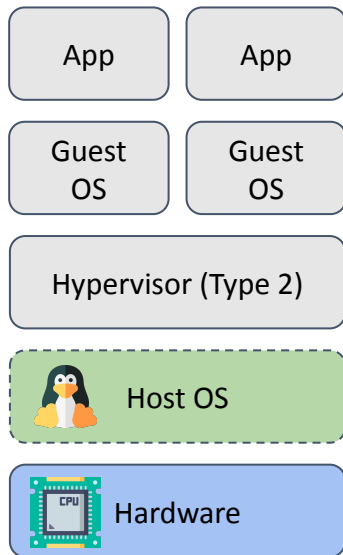 App App
Guest Guest
OS OS
Hypervisor (Type 2)
Host OS
CPU
Hardware